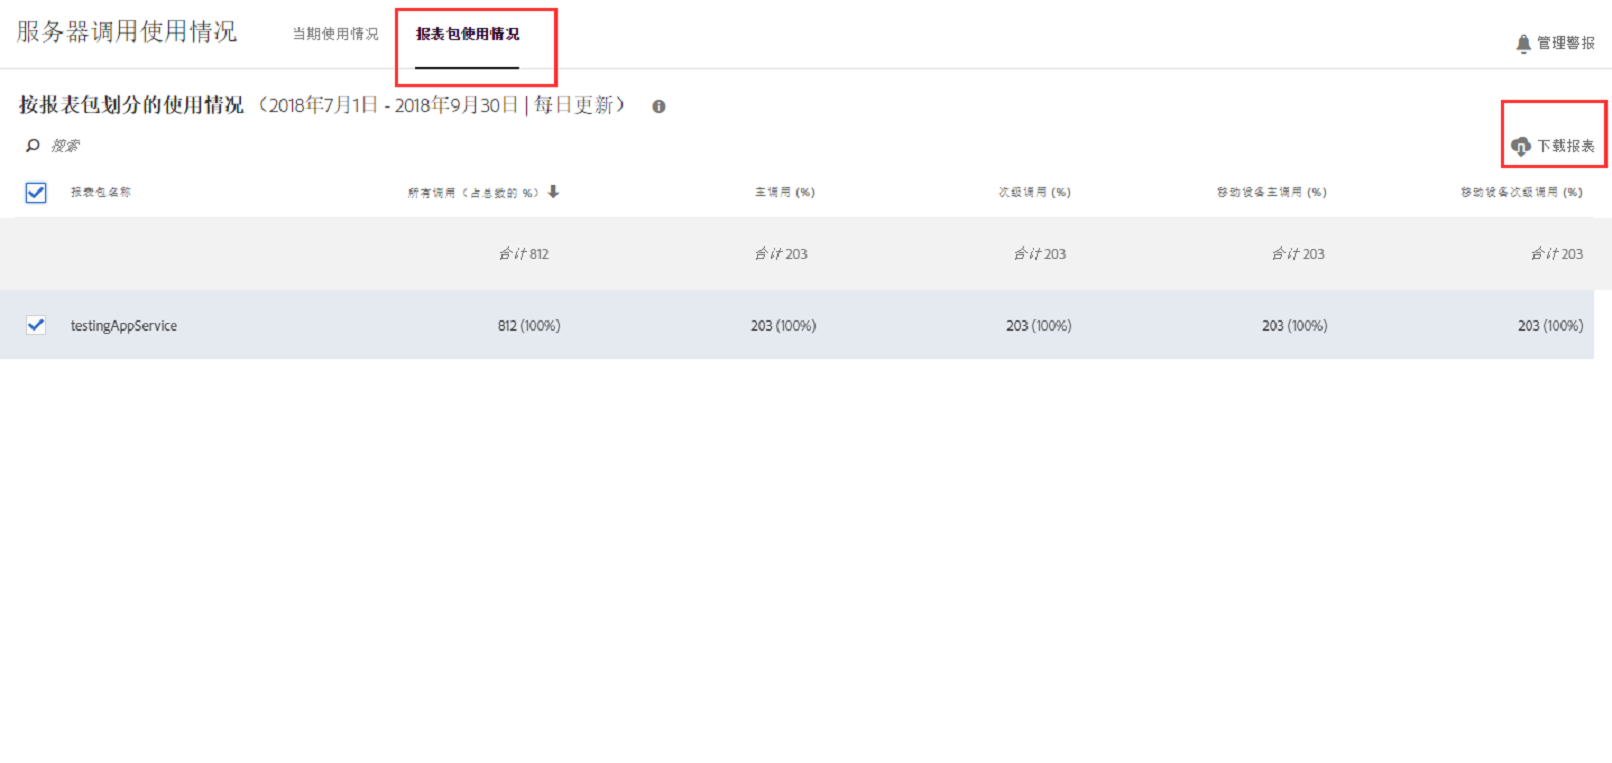 服务器调用使用情况 当期使用情况 报表包使用情况
管理警报
按报表包划分的使用情况 （2018年7月1日 - 2018年9月30日 | 每日更新）
搜索
下载报表
报表包名称 所有调用（占总数的 %） 主调用 (%) 次级调用 (%) 移动设备主调用 (%) 移动设备次级调用 (%)
合计 812 合计 203 合计 203 合计 203 合计 203
testingAppService 812 (100%) 203 (100%) 203 (100%) 203 (100%) 203 (100%)